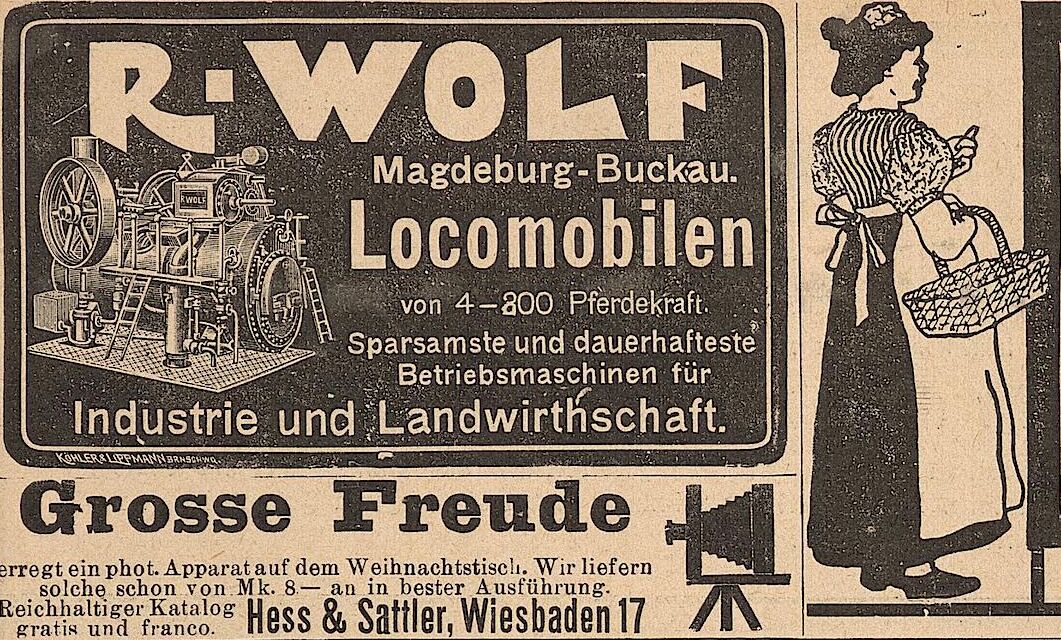 R. WOLF
Magdeburg-Buckau.
Locomobilen
von 4–300 Pferdekraft.
Sparsamste und dauerhafteste
Betriebsmaschinen für
Industrie und Landwirthschaft.
R WOLF
KÖHLER & LIPPMANN BRNSCHWG.
Grosse Freude
erregt ein phot. Apparat auf dem Weihnachtstisch. Wir liefern
solche schon von Mk. 8— an in bester Ausführung.
Reichhaltiger Katalog
gratis und franco.
Hess & Sattler, Wiesbaden 17